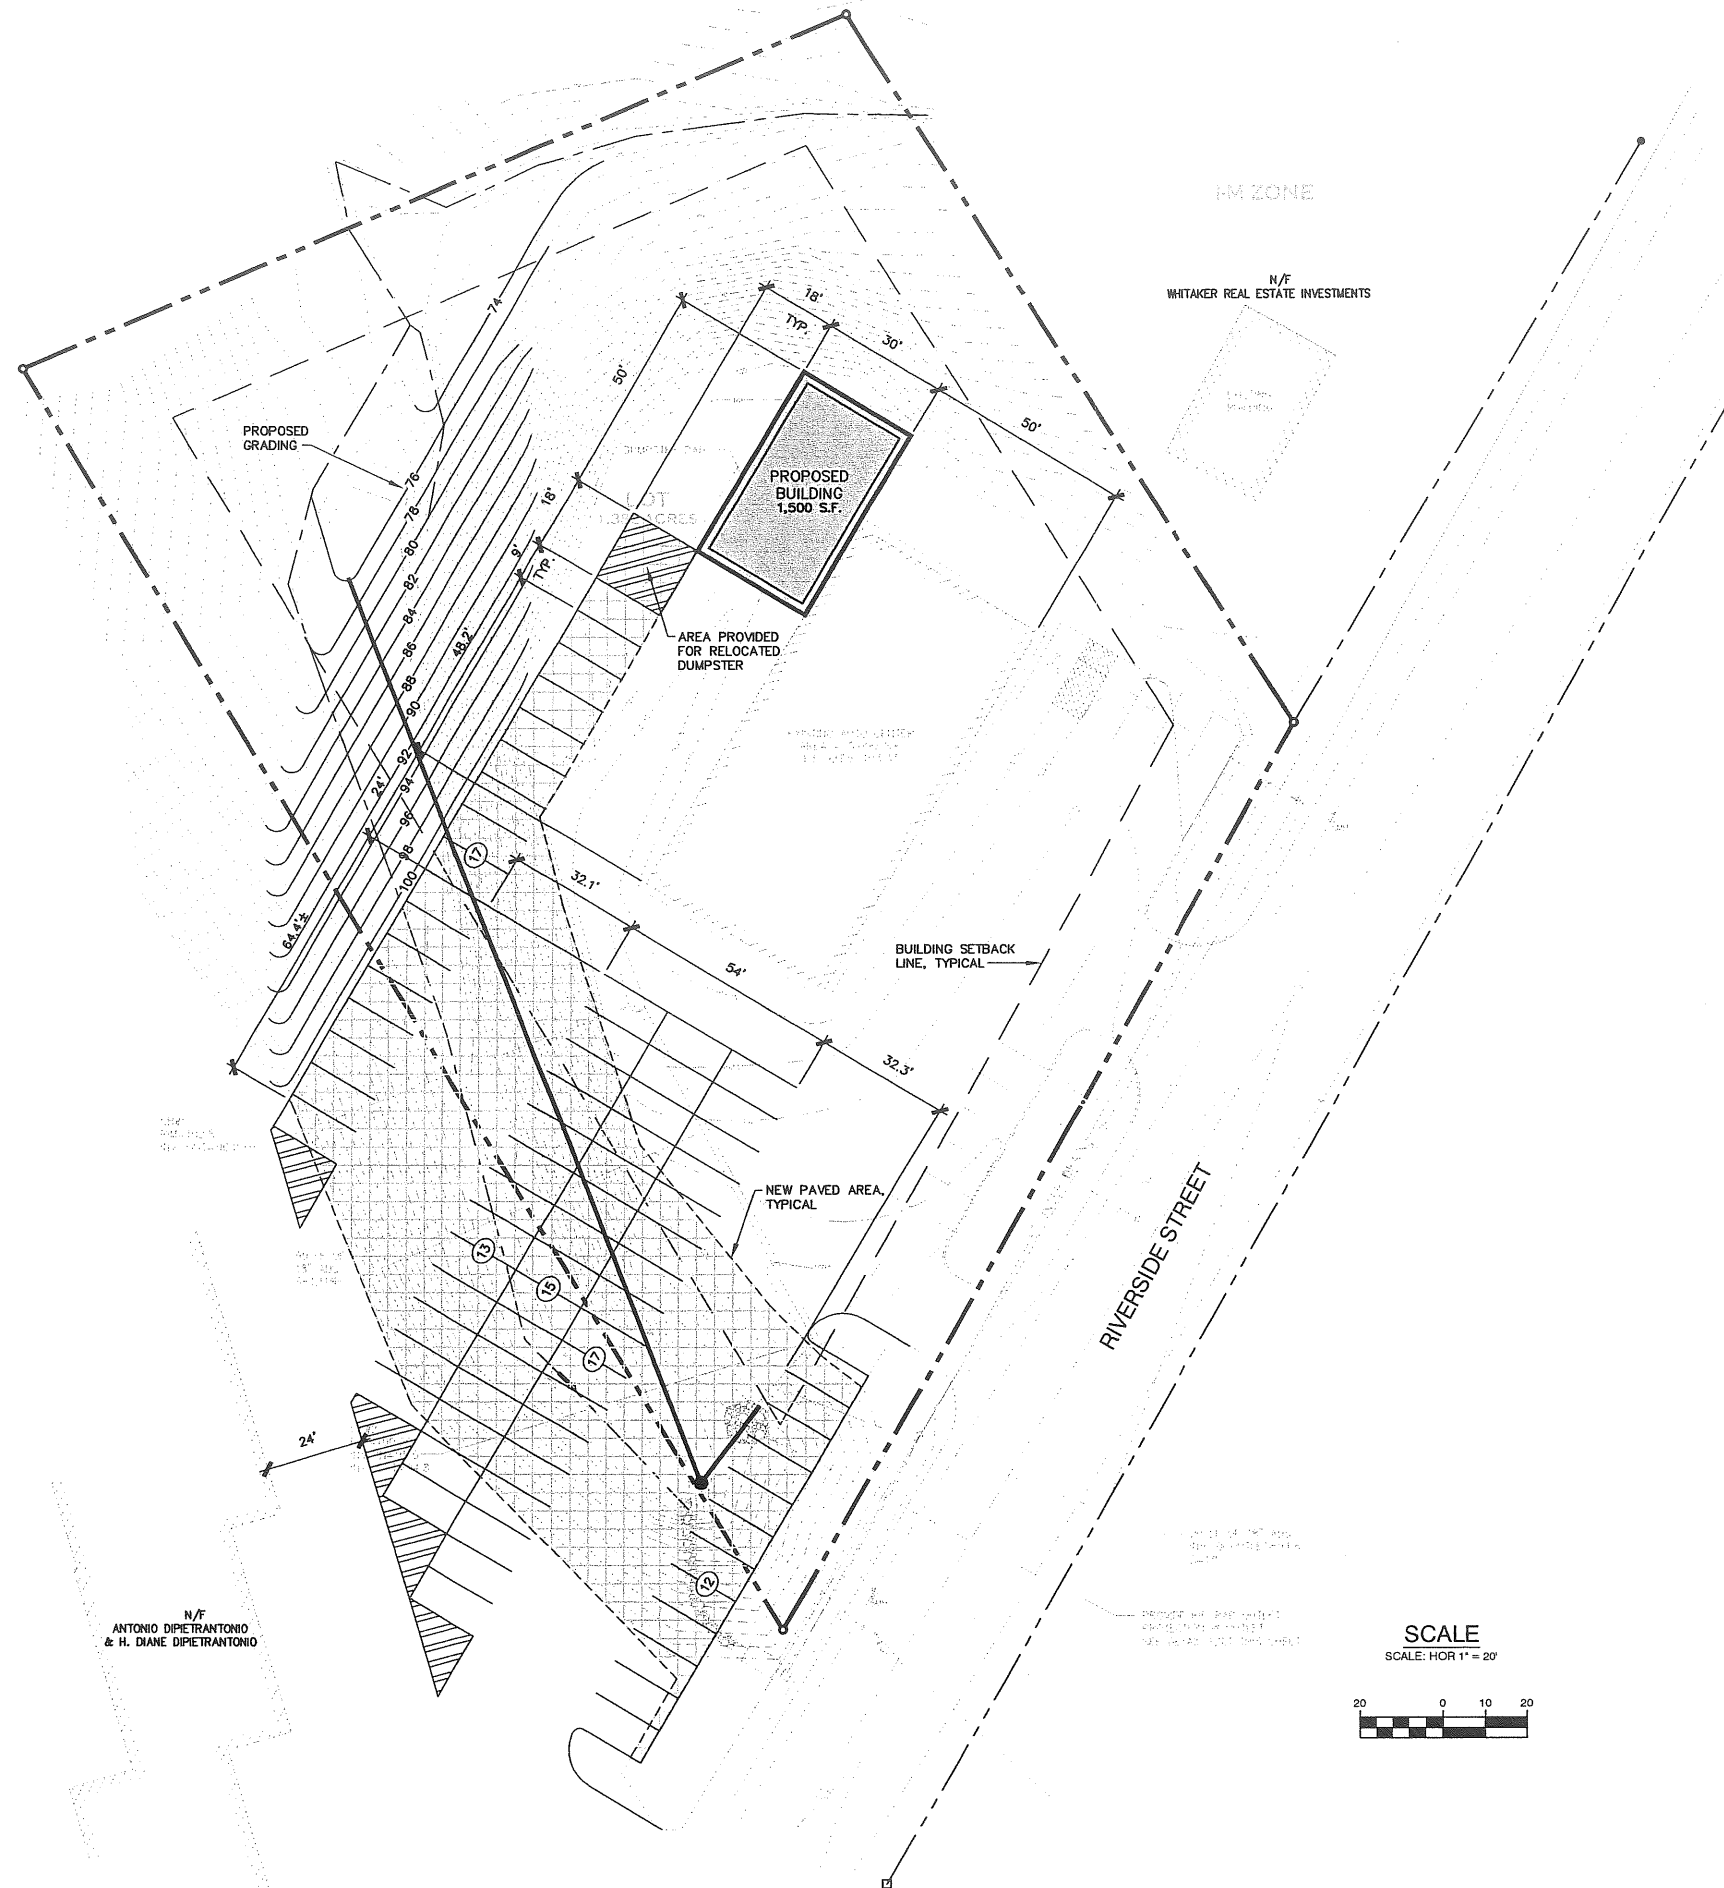 I-M ZONE
N/F
WHITAKER REAL ESTATE INVESTMENTS
18'
TYP.
30'
50'
74
50'
PROPOSED
GRADING
76
78
80
82
84
86
88
90
92
94
96
98
100
18'
9'
TYP.
48.2'
24'
64.4'±
LOT
ACRES
PROPOSED
BUILDING
1,500 S.F.
AREA PROVIDED
FOR RELOCATED
DUMPSTER
17
32.1'
54'
32.3'
BUILDING SETBACK
LINE, TYPICAL
NEW PAVED AREA,
TYPICAL
RIVERSIDE STREET
13
15
17
12
24'
N/F
ANTONIO DIPIETRANTONIO
& H. DIANE DIPIETRANTONIO
SCALE
SCALE: HOR 1" = 20'
20 0 10 20